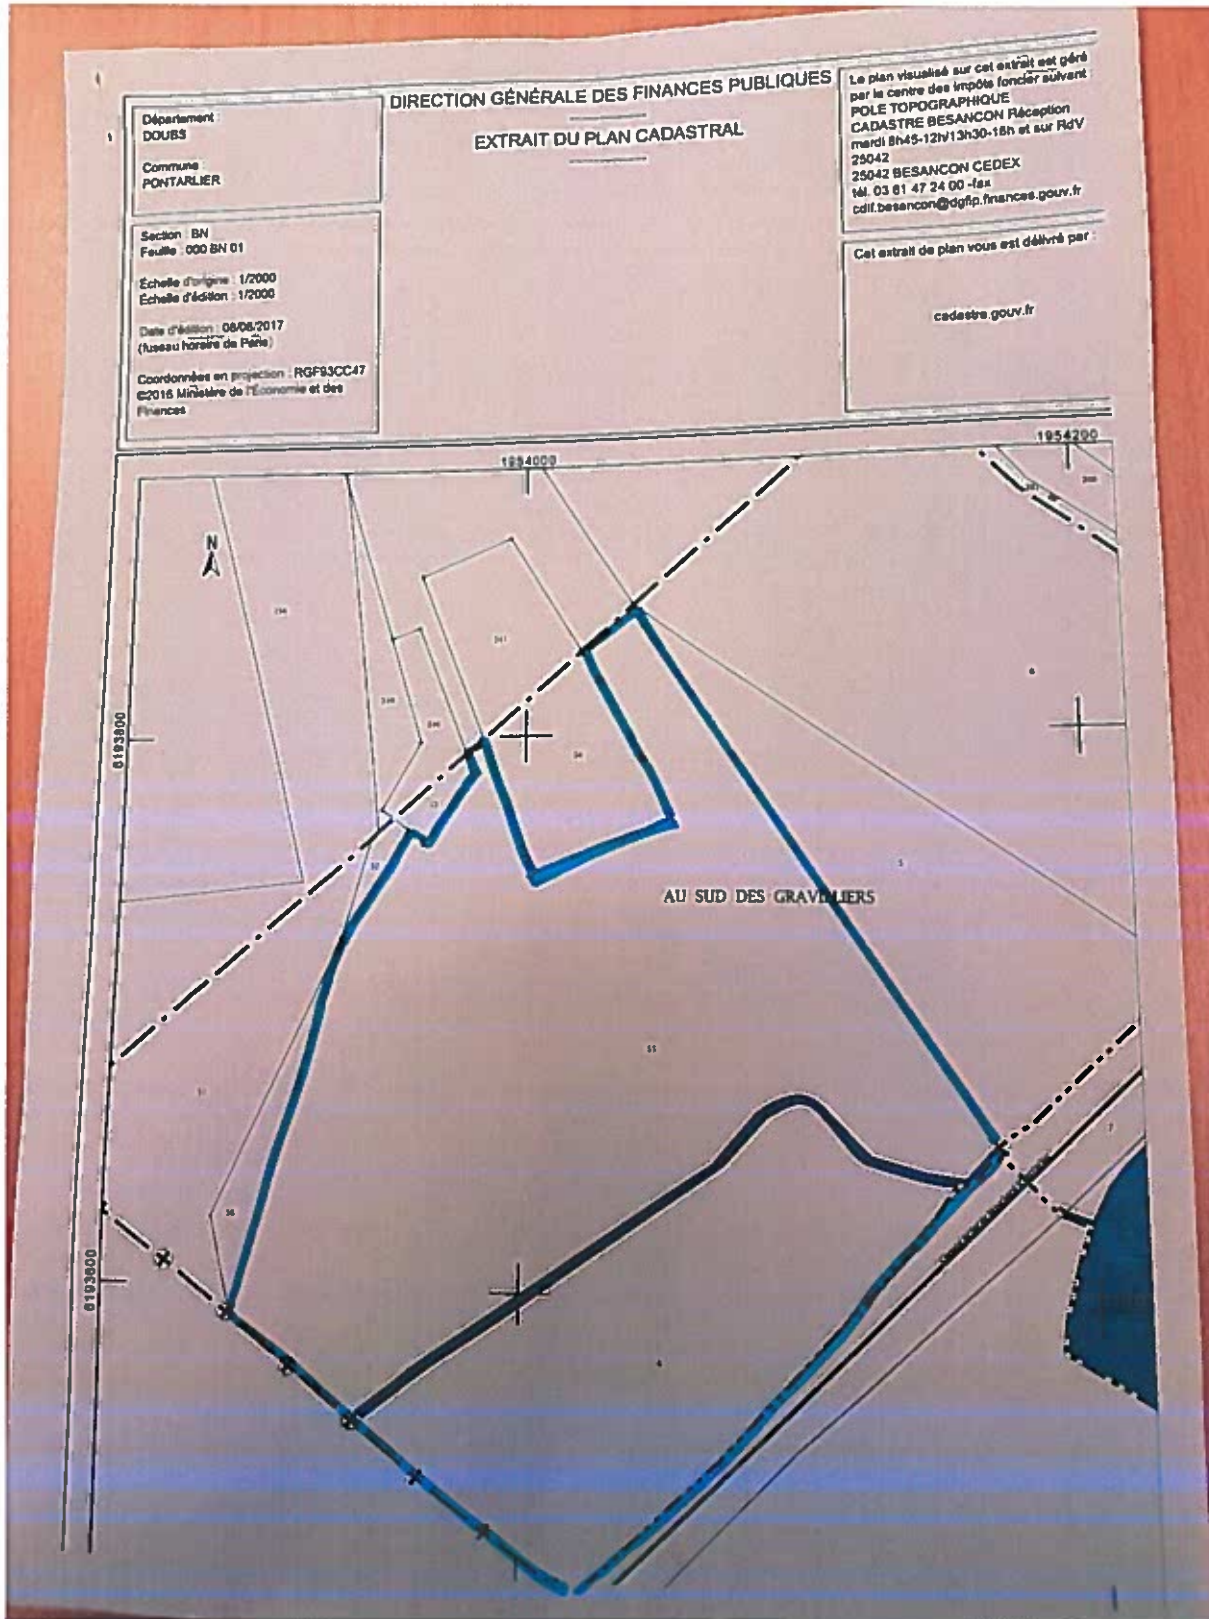 Département :
DOUBS
Commune :
PONTARLIER
Section : BN
Feuille : 000 BN 01
Échelle d'origine : 1/2000
Échelle d'édition : 1/2000
Date d'édition : 08/08/2017
(fuseau horaire de Paris)
Coordonnées en projection : RGF93CC47
©2016 Ministère de l'Économie et des
Finances
DIRECTION GÉNÉRALE DES FINANCES PUBLIQUES
EXTRAIT DU PLAN CADASTRAL
Le plan visualisé sur cet extrait est géré
par le centre des impôts foncier suivant :
POLE TOPOGRAPHIQUE
CADASTRE BESANCON Réception
mardi 8h45-12h/13h30-16h et sur RdV
25042
25042 BESANCON CEDEX
tél. 03 81 47 24 00 -fax
cdif.besancon@dgfip.finances.gouv.fr
Cet extrait de plan vous est délivré par :
cadastre.gouv.fr
1954000
1954200
N
6193800
6
5
AU SUD DES GRAVILLIERS
55
7
6193600
4